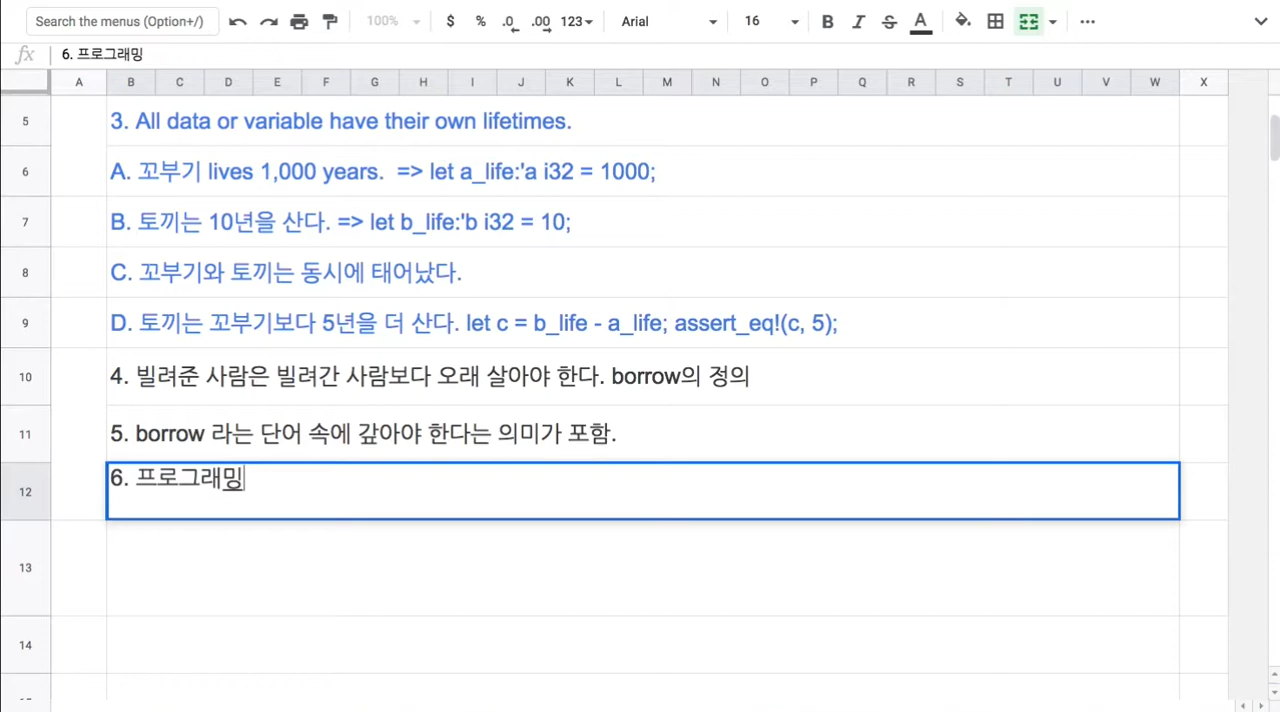 Search the menus (Option+/) 100% $ % .0 .00 123 Arial 16 B I S A
fx 6. 프로그래밍
A B C D E F G H I J K L M N O P Q R S T U V W X
5 3. All data or variable have their own lifetimes.
6 A. 꼬부기 lives 1,000 years. => let a_life:'a i32 = 1000;
7 B. 토끼는 10년을 산다. => let b_life:'b i32 = 10;
8 C. 꼬부기와 토끼는 동시에 태어났다.
9 D. 토끼는 꼬부기보다 5년을 더 산다. let c = b_life - a_life; assert_eq!(c, 5);
10 4. 빌려준 사람은 빌려간 사람보다 오래 살아야 한다. borrow의 정의
11 5. borrow 라는 단어 속에 갚아야 한다는 의미가 포함.
12 6. 프로그래밍
13
14